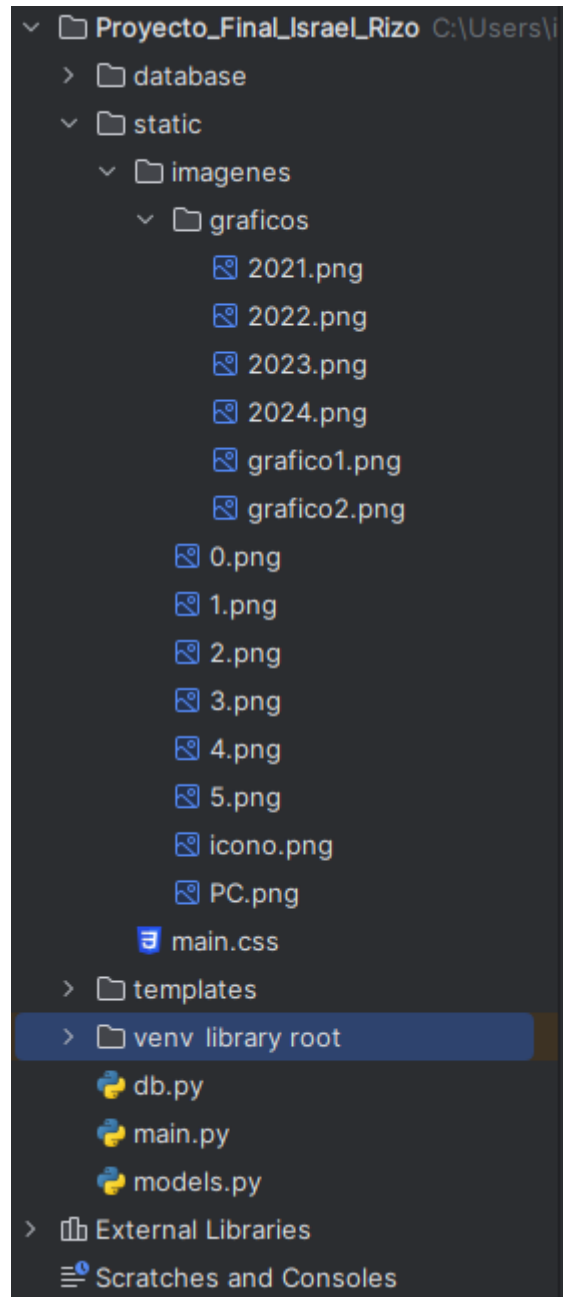 Proyecto_Final_Israel_Rizo C:\Users\i
database
static
imagenes
graficos
2021.png
2022.png
2023.png
2024.png
grafico1.png
grafico2.png
0.png
1.png
2.png
3.png
4.png
5.png
icono.png
PC.png
main.css
templates
venv library root
db.py
main.py
models.py
External Libraries
Scratches and Consoles